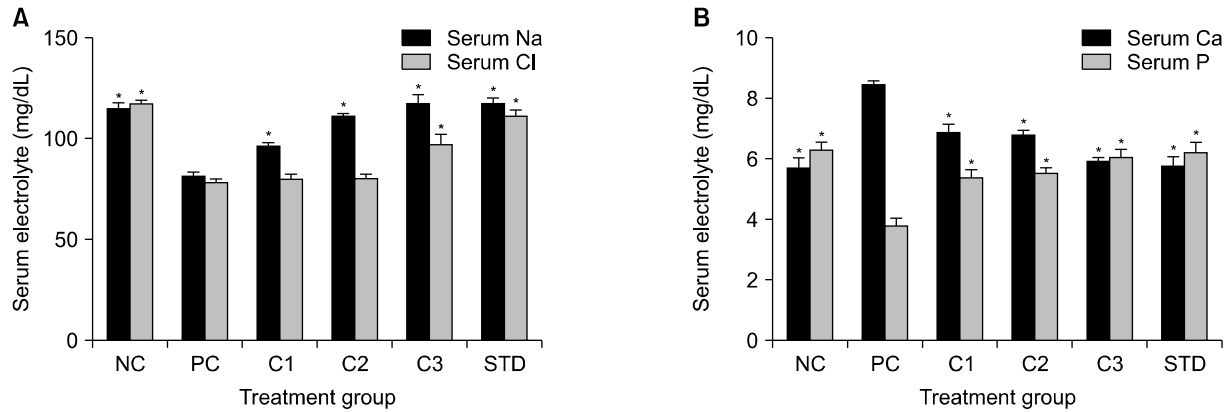 A
Serum electrolyte (mg/dL)
150
100
50
0
Serum Na
Serum Cl
* *
*
*
* *
* *
NC PC C1 C2 C3 STD
Treatment group
B
Serum electrolyte (mg/dL)
10
8
6
4
2
0
Serum Ca
Serum P
* *
* *
* *
* *
* *
NC PC C1 C2 C3 STD
Treatment group